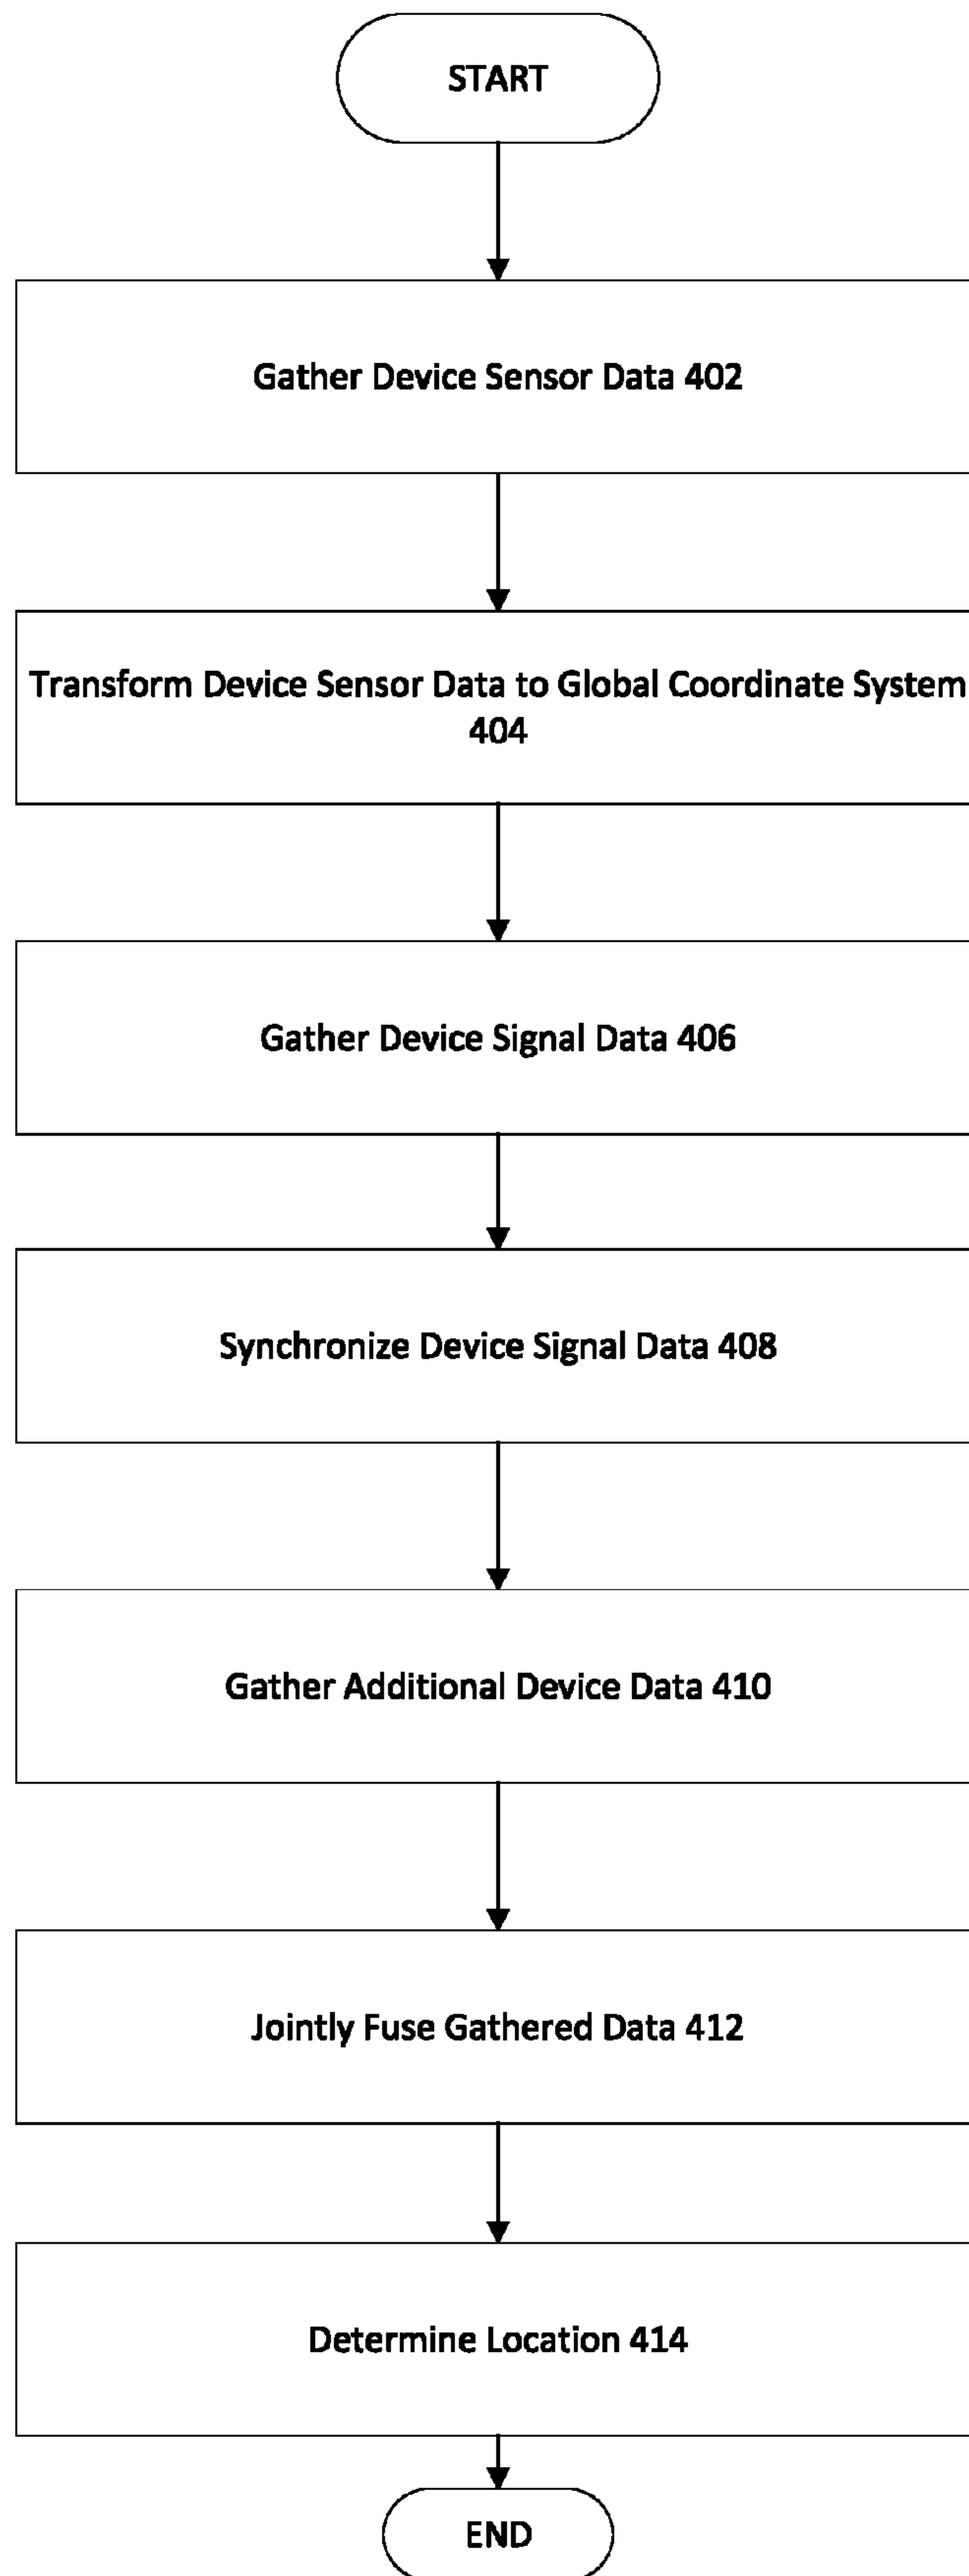 START
Gather Device Sensor Data 402
Transform Device Sensor Data to Global Coordinate System
404
Gather Device Signal Data 406
Synchronize Device Signal Data 408
Gather Additional Device Data 410
Jointly Fuse Gathered Data 412
Determine Location 414
END